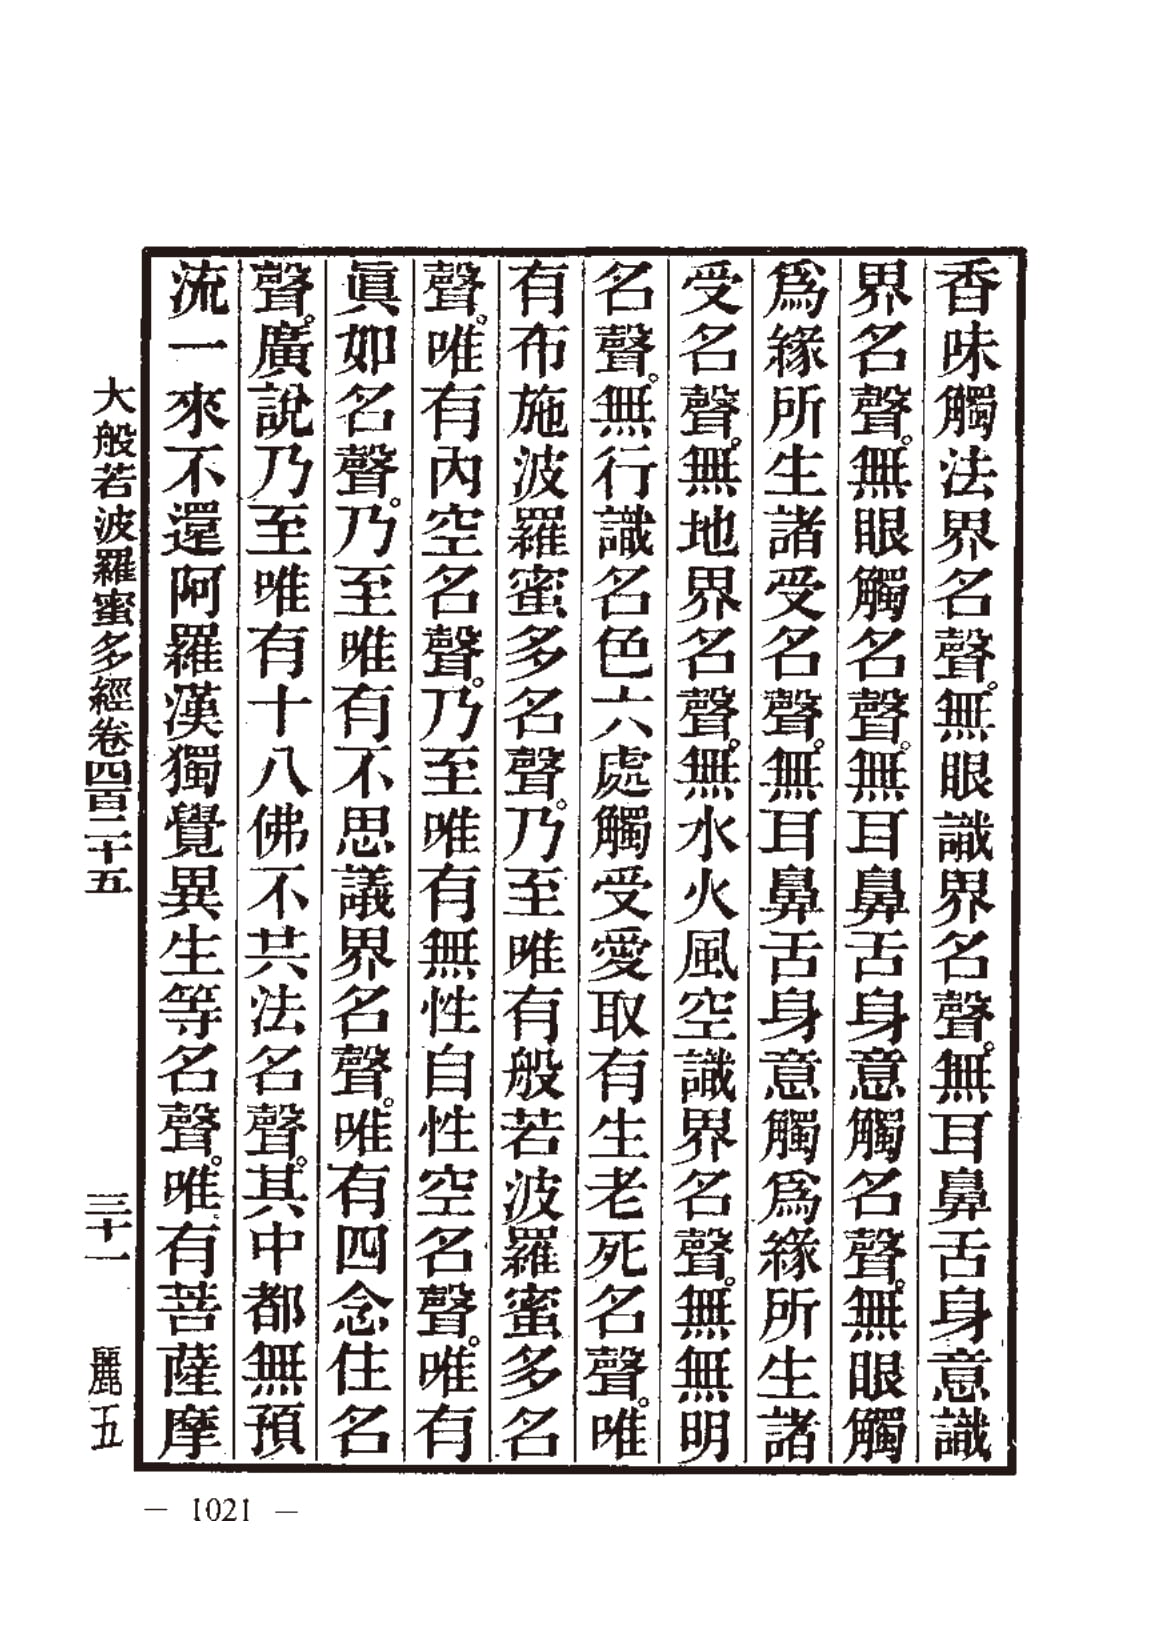 香味觸法界名聲。無眼識界名聲。無耳鼻舌身意識
界名聲。無眼觸名聲。無耳鼻舌身意觸名聲。無眼觸
爲緣所生諸受名聲。無耳鼻舌身意觸爲緣所生諸
受名聲。無地界名聲。無水火風空識界名聲。無無明
名聲。無行識名色六處觸受愛取有生老死名聲。唯
有布施波羅蜜多名聲。乃至唯有般若波羅蜜多名
聲。唯有內空名聲。乃至唯有無性自性空名聲。唯有
眞如名聲。乃至唯有不思議界名聲。唯有四念住名
聲。廣說乃至唯有十八佛不共法名聲。其中都無預
流一來不還阿羅漢獨覺異生等名聲。唯有菩薩摩
大般若波羅蜜多經卷四百二十五 三十一 麗五
— 1021 —